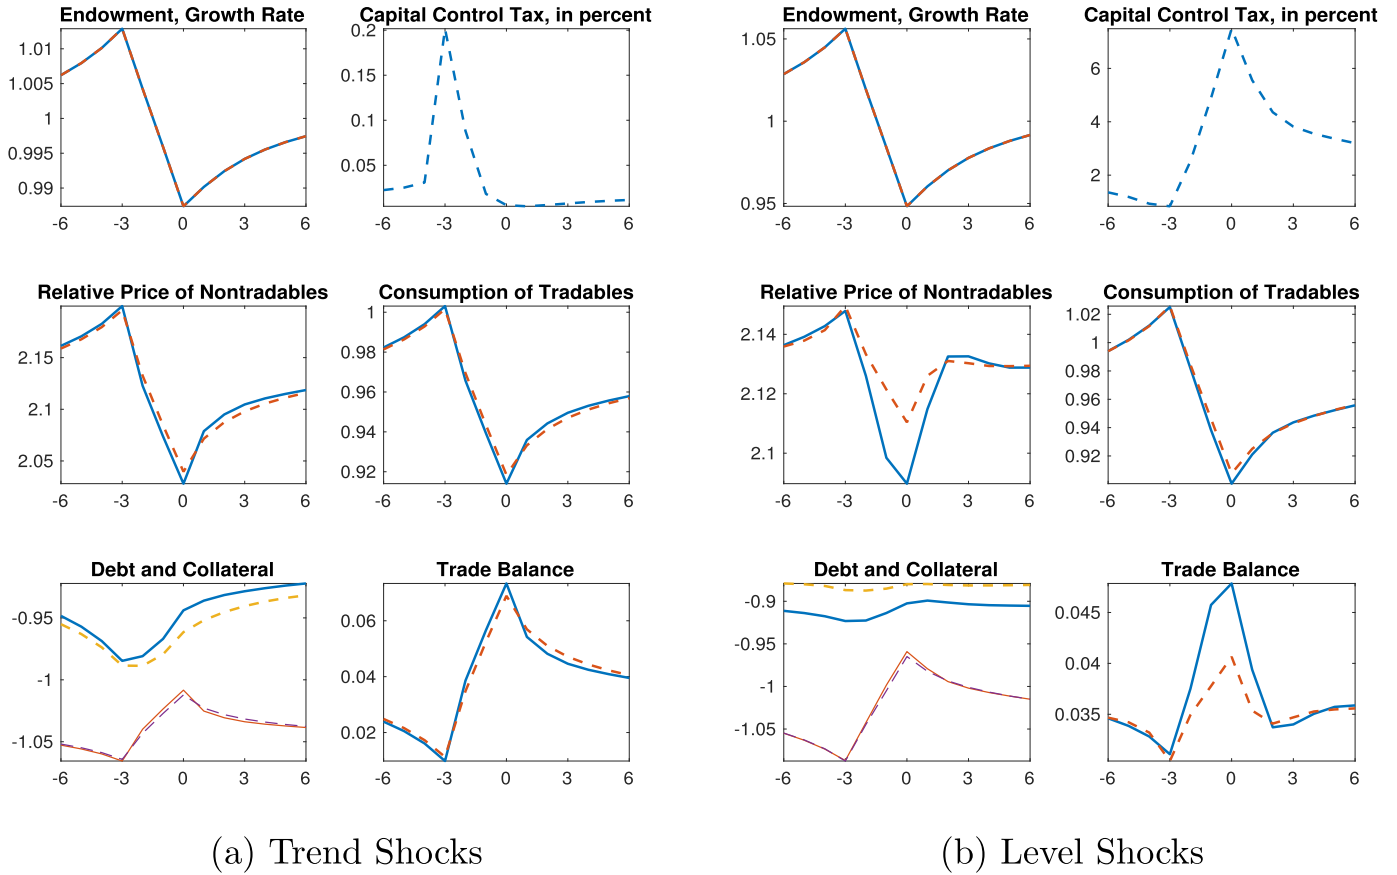 Endowment, Growth Rate
1.01
1.005
1
0.995
0.99
-6 -3 0 3 6
Capital Control Tax, in percent
0.2
0.15
0.1
0.05
-6 -3 0 3 6
Relative Price of Nontradables
2.15
2.1
2.05
-6 -3 0 3 6
Consumption of Tradables
1
0.98
0.96
0.94
0.92
-6 -3 0 3 6
Debt and Collateral
-0.95
-1
-1.05
-6 -3 0 3 6
Trade Balance
0.06
0.04
0.02
-6 -3 0 3 6
(a) Trend Shocks
Endowment, Growth Rate
1.05
1
0.95
-6 -3 0 3 6
Capital Control Tax, in percent
6
4
2
-6 -3 0 3 6
Relative Price of Nontradables
2.14
2.12
2.1
-6 -3 0 3 6
Consumption of Tradables
1.02
1
0.98
0.96
0.94
0.92
-6 -3 0 3 6
Debt and Collateral
-0.9
-0.95
-1
-1.05
-6 -3 0 3 6
Trade Balance
0.045
0.04
0.035
-6 -3 0 3 6
(b) Level Shocks